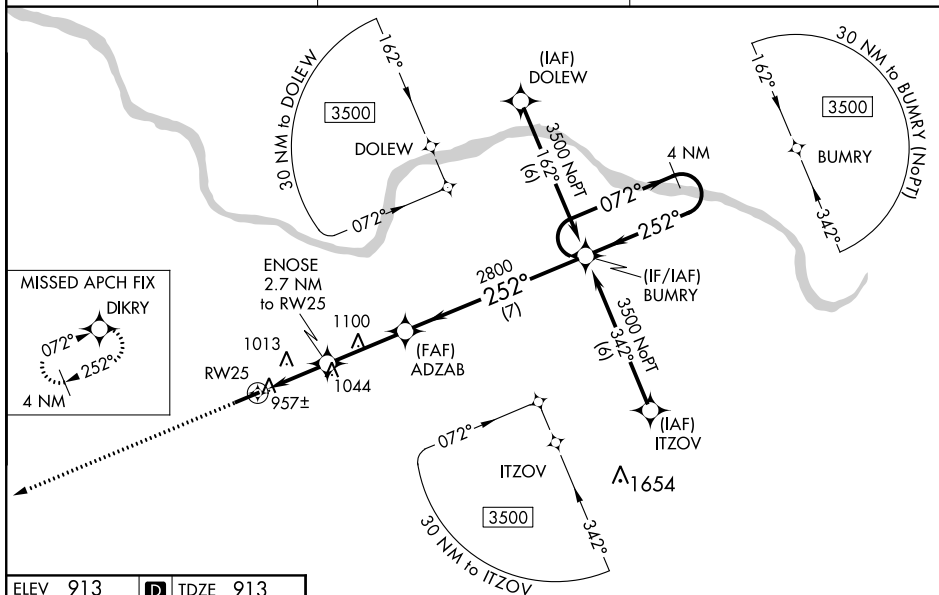 30 NM to DOLEW
162°
3500
DOLEW
072°
(IAF)
DOLEW
3500 NoPT
162°
(6)
4 NM
072°
252°
30 NM to BUMRY (NoPT)
162°
3500
BUMRY
342°
MISSED APCH FIX
DIKRY
072°
252°
4 NM
ENOSE
2.7 NM
to RW25
2800
252°
(7)
(IF/IAF)
BUMRY
1013
1100
RW25
957±
1044
(FAF)
ADZAB
3500 NoPT
342°
(6)
(IAF)
ITZOV
072°
ITZOV
3500
342°
30 NM to ITZOV
1654
ELEV 913
D
TDZE 913